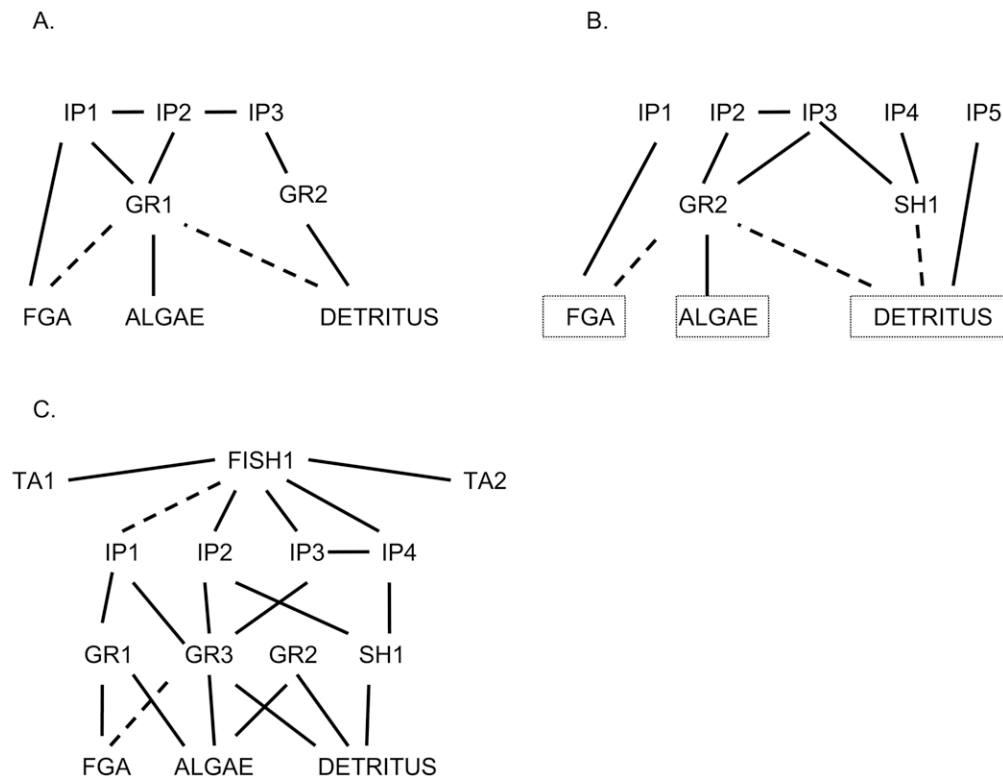 A.
IP1 IP2 IP3
GR1 GR2
FGA ALGAE DETRITUS
B.
IP1 IP2 IP3 IP4 IP5
GR2 SH1
FGA ALGAE DETRITUS
C.
FISH1
TA1 TA2
IP1 IP2 IP3 IP4
GR1 GR3 GR2 SH1
FGA ALGAE DETRITUS